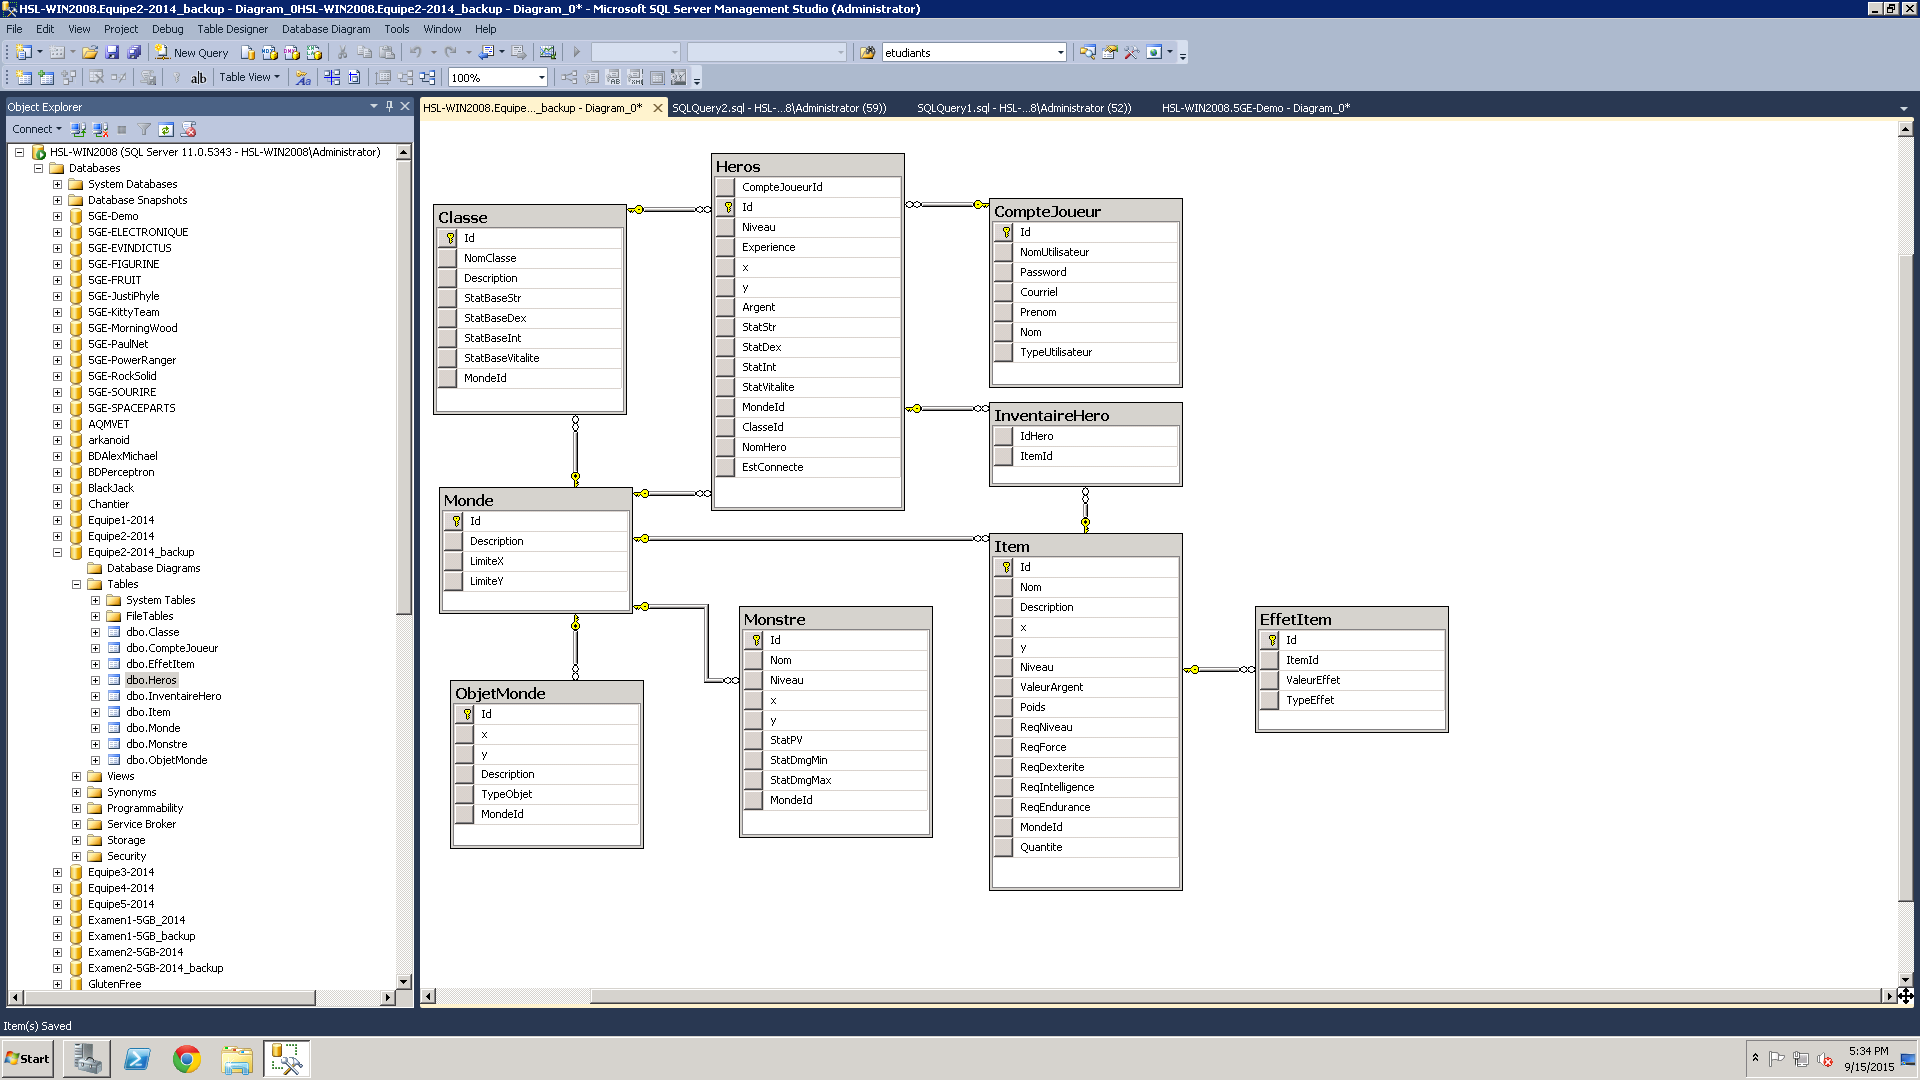 HSL-WIN2008.Equipe2-2014_backup - Diagram_0HSL-WIN2008.Equipe2-2014_backup - Diagram_0* - Microsoft SQL Server Management Studio (Administrator)
File Edit View Project Debug Table Designer Database Diagram Tools Window Help
New Query etudiants
Table View 100%
Object Explorer
HSL-WIN2008.Equipe..._backup - Diagram_0* SQLQuery2.sql - HSL-...8\Administrator (59)) SQLQuery1.sql - HSL-...8\Administrator (52)) HSL-WIN2008.5GE-Demo - Diagram_0*
Connect
HSL-WIN2008 (SQL Server 11.0.5343 - HSL-WIN2008\Administrator)
Databases
System Databases
Database Snapshots
5GE-Demo
5GE-ELECTRONIQUE
5GE-EVINDICTUS
5GE-FIGURINE
5GE-FRUIT
5GE-JustiPhyle
5GE-KittyTeam
5GE-MorningWood
5GE-PaulNet
5GE-PowerRanger
5GE-RockSolid
5GE-SOURIRE
5GE-SPACEPARTS
AQMVET
arkanoid
BDAlexMichael
BDPerceptron
BlackJack
Chantier
Equipe1-2014
Equipe2-2014
Equipe2-2014_backup
Database Diagrams
Tables
System Tables
FileTables
dbo.Classe
dbo.CompteJoueur
dbo.EffetItem
dbo.Heros
dbo.InventaireHero
dbo.Item
dbo.Monde
dbo.Monstre
dbo.ObjetMonde
Views
Synonyms
Programmability
Service Broker
Storage
Security
Equipe3-2014
Equipe4-2014
Equipe5-2014
Examen1-5GB_2014
Examen1-5GB_backup
Examen2-5GB-2014
Examen2-5GB-2014_backup
GlutenFree
Classe
Id
NomClasse
Description
StatBaseStr
StatBaseDex
StatBaseInt
StatBaseVitalite
MondeId
Heros
CompteJoueurId
Id
Niveau
Experience
x
y
Argent
StatStr
StatDex
StatInt
StatVitalite
MondeId
ClasseId
NomHero
EstConnecte
CompteJoueur
Id
NomUtilisateur
Password
Courriel
Prenom
Nom
TypeUtilisateur
InventaireHero
IdHero
ItemId
Monde
Id
Description
LimiteX
LimiteY
Item
Id
Nom
Description
x
y
Niveau
ValeurArgent
Poids
ReqNiveau
ReqForce
ReqDexterite
ReqIntelligence
ReqEndurance
MondeId
Quantite
Monstre
Id
Nom
Niveau
x
y
StatPV
StatDmgMin
StatDmgMax
MondeId
EffetItem
Id
ItemId
ValeurEffet
TypeEffet
ObjetMonde
Id
x
y
Description
TypeObjet
MondeId
Item(s) Saved
Start
5:34 PM
9/15/2015